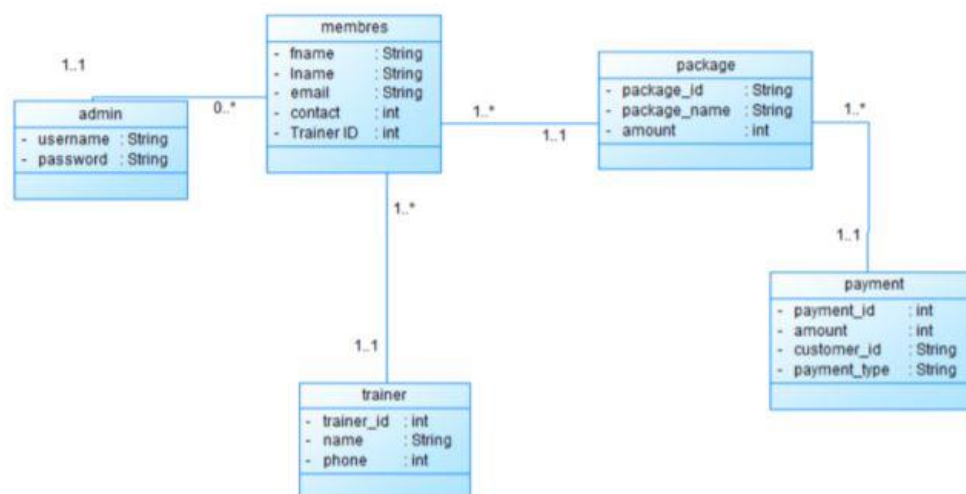 membres
- fname : String
- lname : String
- email : String
- contact : int
- Trainer ID : int
1..1
0..*
admin
- username : String
- password : String
1..*
1..1
package
- package_id : String
- package_name : String
- amount : int
1..*
1..1
payment
- payment_id : int
- amount : int
- customer_id : String
- payment_type : String
1..*
1..1
trainer
- trainer_id : int
- name : String
- phone : int